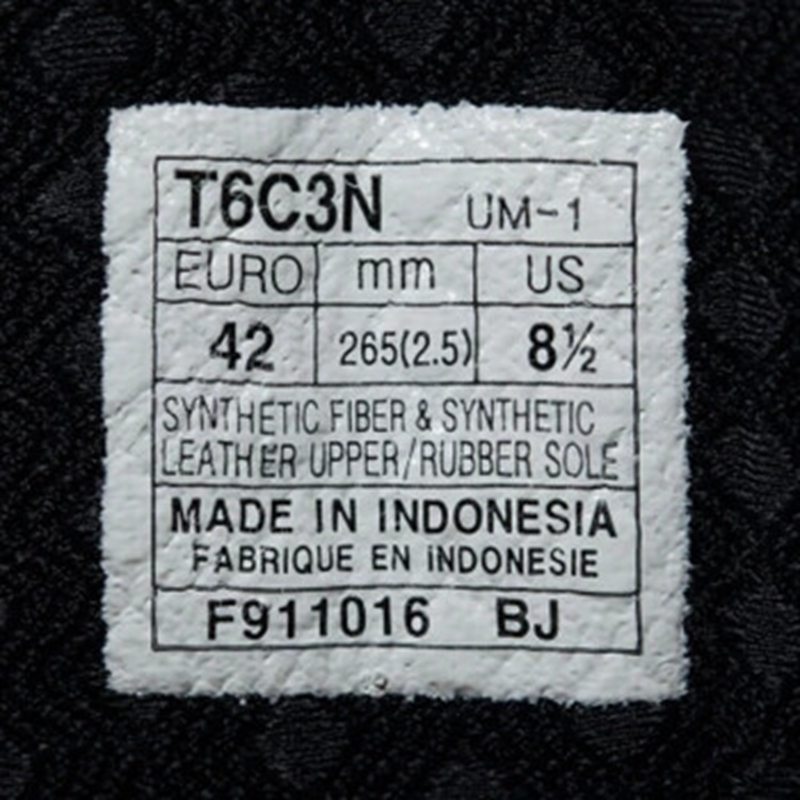 T6C3N UM-1
EURO mm US
42 265(2.5) 8½
SYNTHETIC FIBER & SYNTHETIC
LEATHER UPPER/RUBBER SOLE
MADE IN INDONESIA
FABRIQUE EN INDONESIE
F911016 BJ